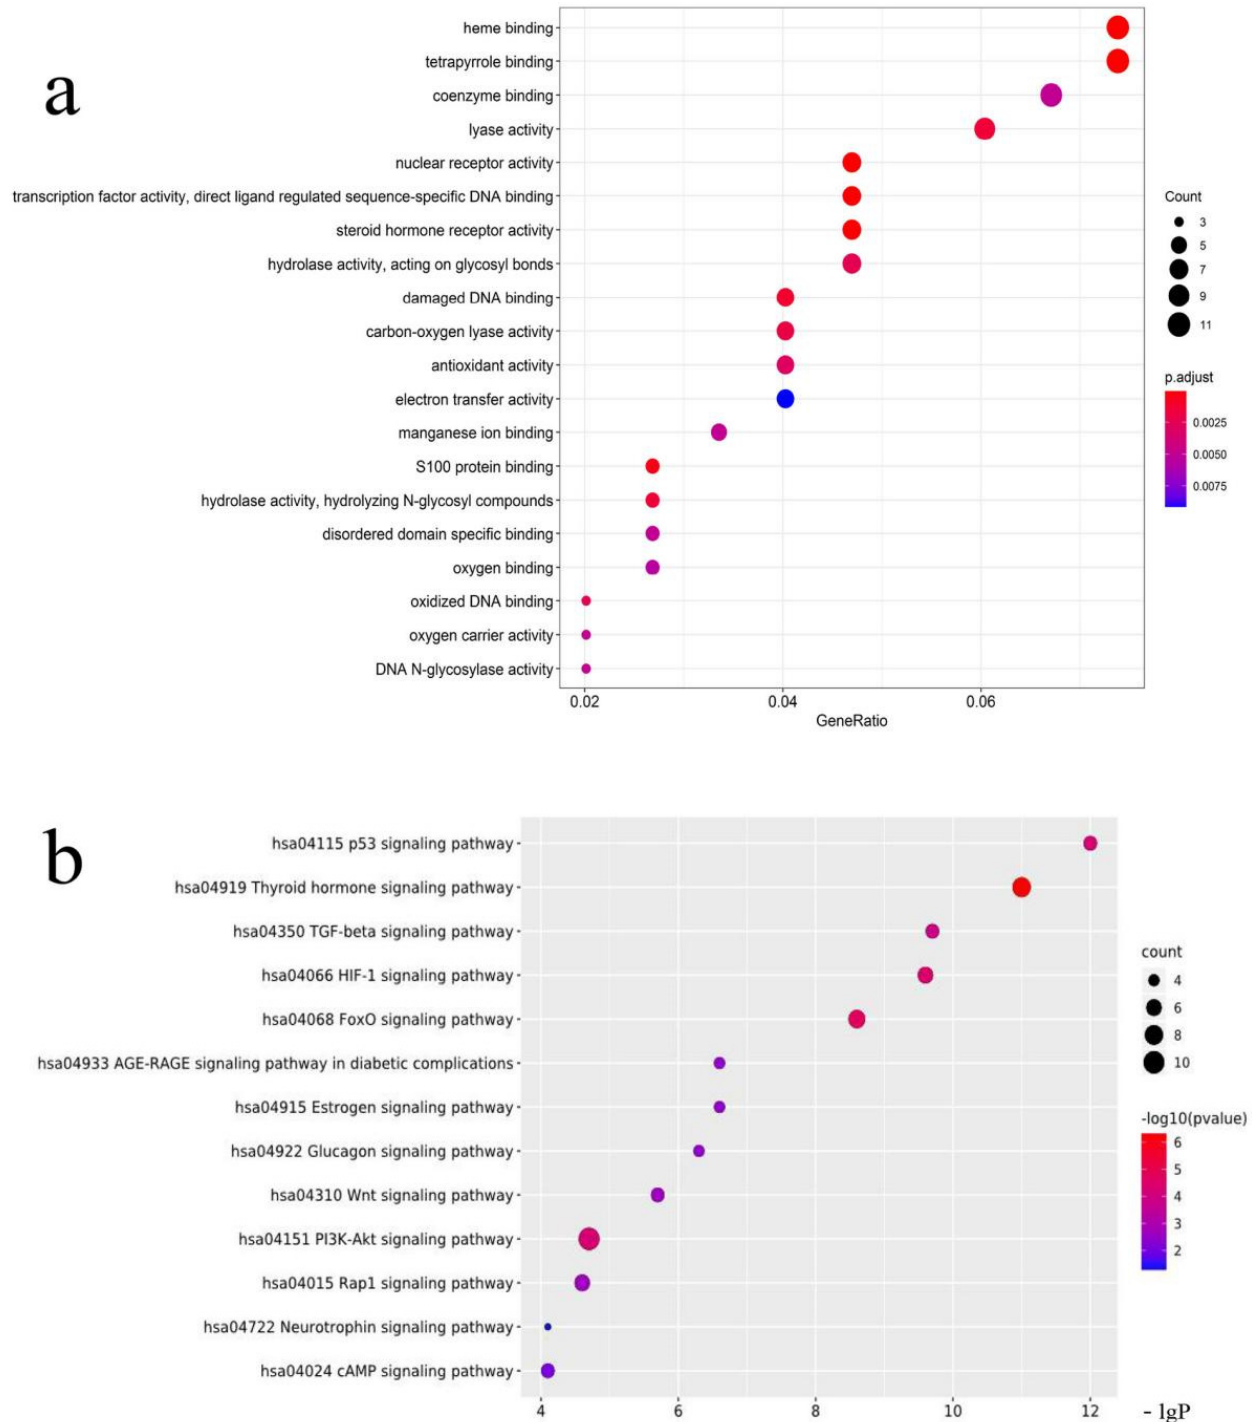 a
heme binding
tetrapyrrole binding
coenzyme binding
lyase activity
nuclear receptor activity
transcription factor activity, direct ligand regulated sequence-specific DNA binding
steroid hormone receptor activity
hydrolase activity, acting on glycosyl bonds
damaged DNA binding
carbon-oxygen lyase activity
antioxidant activity
electron transfer activity
manganese ion binding
S100 protein binding
hydrolase activity, hydrolyzing N-glycosyl compounds
disordered domain specific binding
oxygen binding
oxidized DNA binding
oxygen carrier activity
DNA N-glycosylase activity
0.02 0.04 0.06
GeneRatio
Count
3
5
7
9
11
p.adjust
0.0025
0.0050
0.0075
b
hsa04115 p53 signaling pathway
hsa04919 Thyroid hormone signaling pathway
hsa04350 TGF-beta signaling pathway
hsa04066 HIF-1 signaling pathway
hsa04068 FoxO signaling pathway
hsa04933 AGE-RAGE signaling pathway in diabetic complications
hsa04915 Estrogen signaling pathway
hsa04922 Glucagon signaling pathway
hsa04310 Wnt signaling pathway
hsa04151 PI3K-Akt signaling pathway
hsa04015 Rap1 signaling pathway
hsa04722 Neurotrophin signaling pathway
hsa04024 cAMP signaling pathway
4 6 8 10 12 - lgP
count
4
6
8
10
-log10(pvalue)
6
5
4
3
2